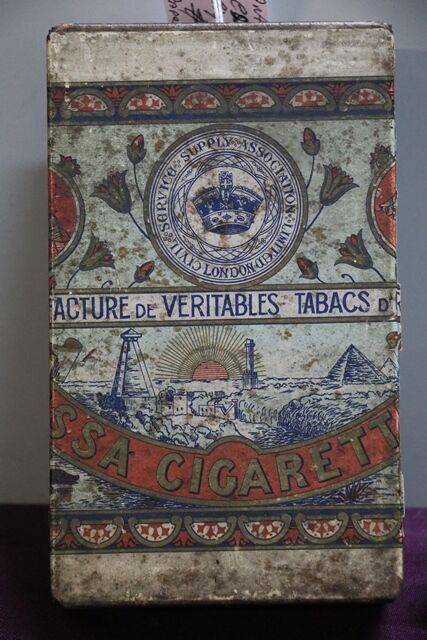 CIVIL SERVICE SUPPLY ASSOCIATION LIMITED LONDON
ACTURE DE VERITABLES TABACS D'
SSA CIGARETT